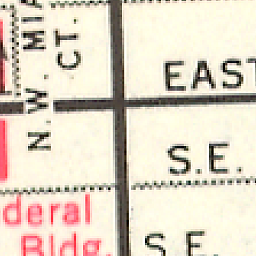 N.W. MIA
CT.
EAST
S.E.
deral
Bldg.
S.E.